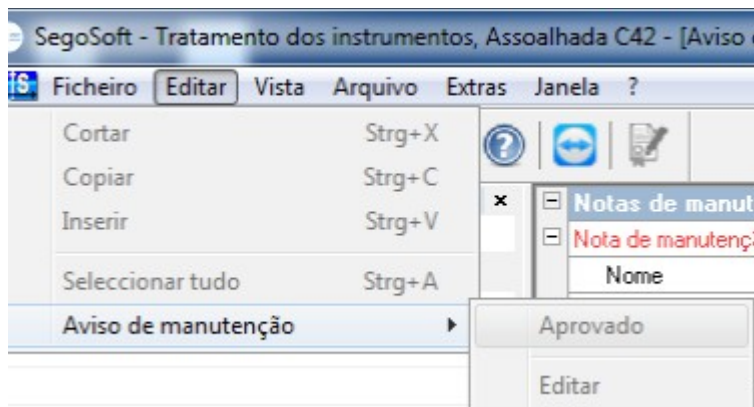 SegoSoft - Tratamento dos instrumentos, Assoalhada C42 - [Aviso
Ficheiro Editar Vista Arquivo Extras Janela ?
Cortar Strg+X
Copiar Strg+C
Inserir Strg+V
Seleccionar tudo Strg+A
Aviso de manutenção
Aprovado
Editar
Notas de manut
Nota de manutenç
Nome